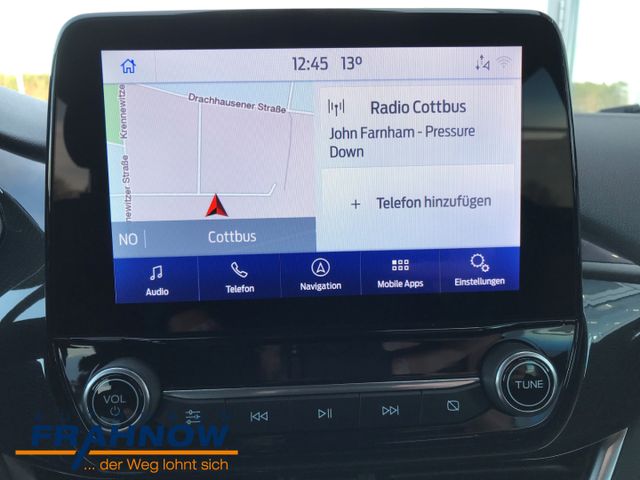 12:45 13°
Drachhausener Straße
Krennewitzer
Straße
Radio Cottbus
John Farnham - Pressure
Down
+ Telefon hinzufügen
NO Cottbus
Audio
Telefon
Navigation
Mobile Apps
Einstellungen
VOL
TUNE
FRAHNOW
... der Weg lohnt sich